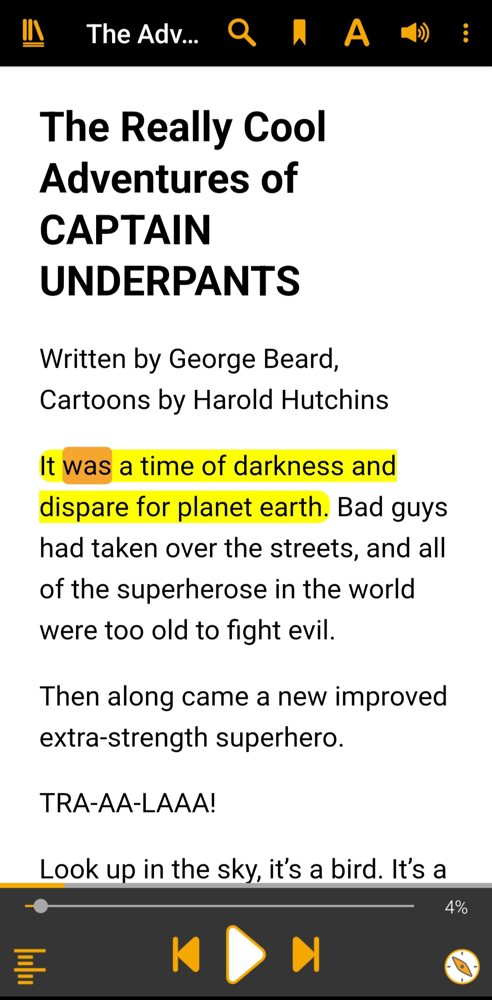 The Adv...
The Really Cool
Adventures of
CAPTAIN
UNDERPANTS
Written by George Beard,
Cartoons by Harold Hutchins
It was a time of darkness and
dispare for planet earth. Bad guys
had taken over the streets, and all
of the superherose in the world
were too old to fight evil.
Then along came a new improved
extra-strength superhero.
TRA-AA-LAAA!
Look up in the sky, it’s a bird. It’s a
4%